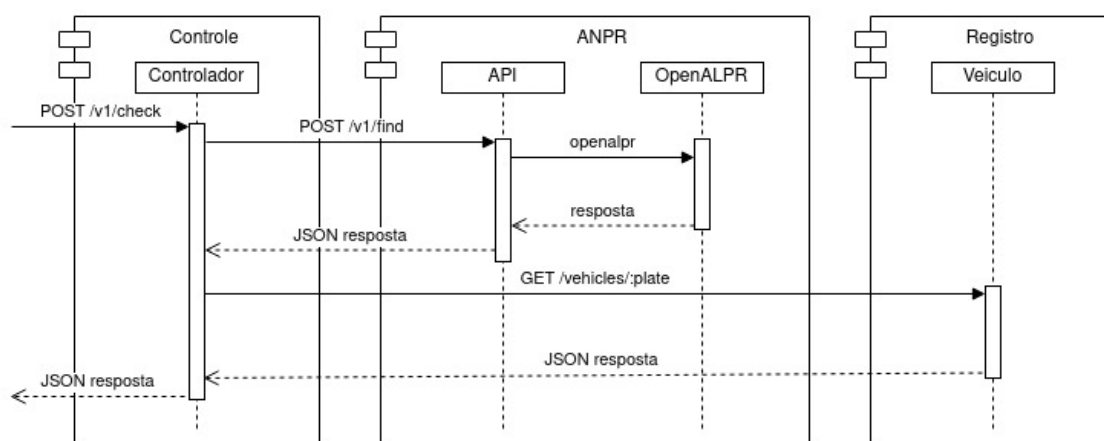 Controle
ANPR
Registro
Controlador
API
OpenALPR
Veiculo
POST /v1/check
POST /v1/find
openalpr
resposta
JSON resposta
GET /vehicles/:plate
JSON resposta
JSON resposta